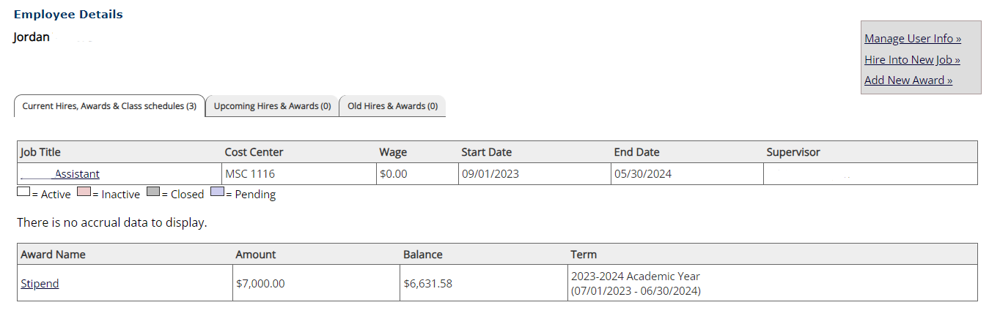 Employee Details
Jordan
Manage User Info »
Hire Into New Job »
Add New Award »
Current Hires, Awards & Class schedules (3) Upcoming Hires & Awards (0) Old Hires & Awards (0)
Job Title Cost Center Wage Start Date End Date Supervisor
Assistant MSC 1116 $0.00 09/01/2023 05/30/2024
= Active = Inactive = Closed = Pending
There is no accrual data to display.
Award Name Amount Balance Term
Stipend $7,000.00 $6,631.58 2023-2024 Academic Year
(07/01/2023 - 06/30/2024)